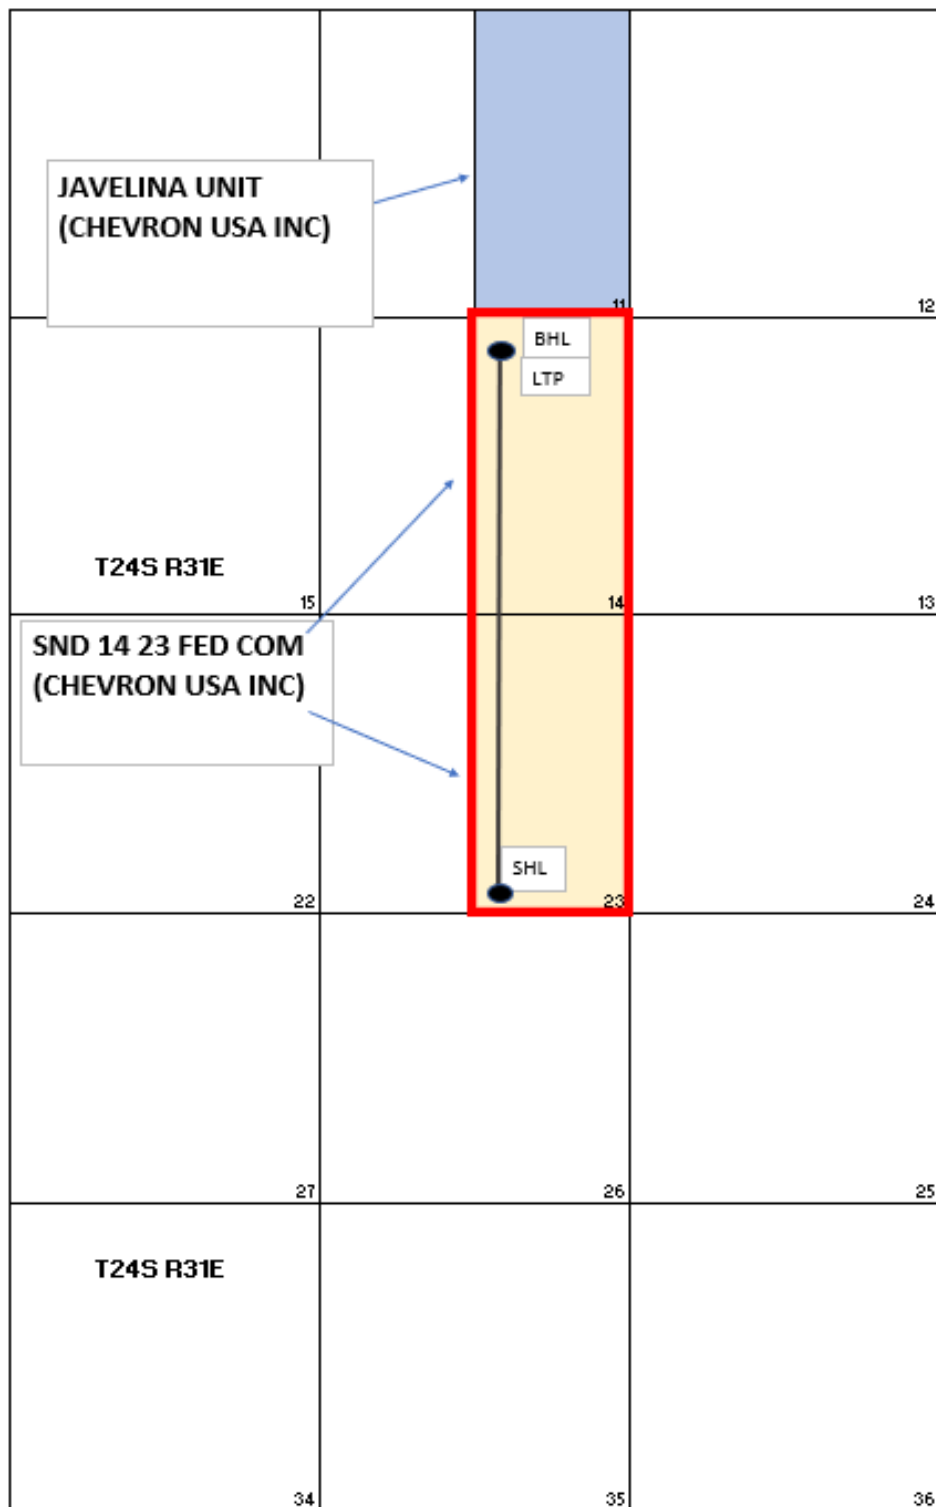 JAVELINA UNIT
(CHEVRON USA INC)
11
12
BHL
LTP
T24S R31E
15
14
13
SND 14 23 FED COM
(CHEVRON USA INC)
SHL
22
23
24
27
26
25
T24S R31E
34
35
36